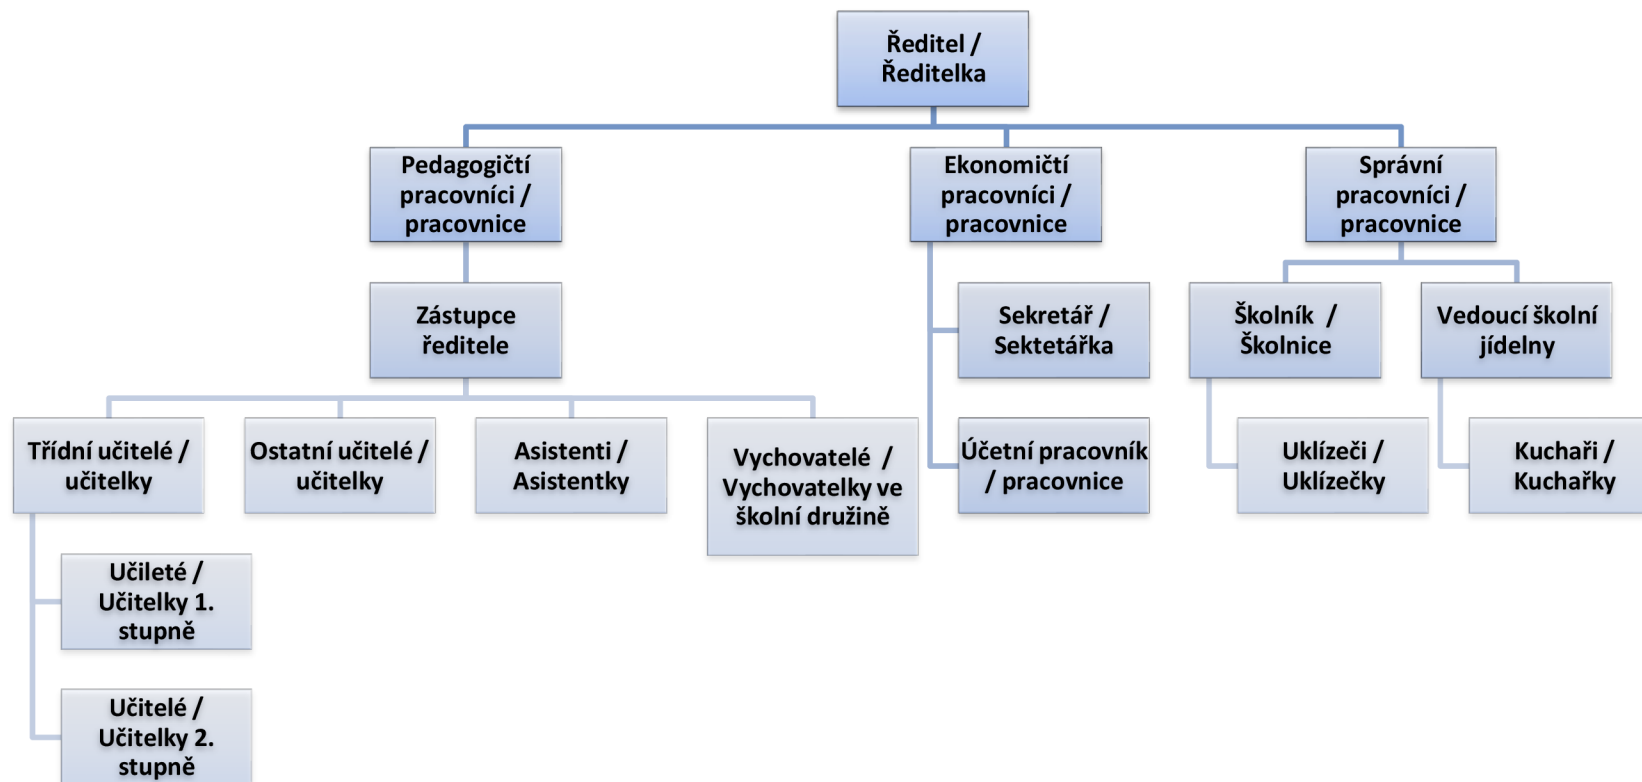 Ředitel /
Ředitelka
Pedagogičtí
pracovníci /
pracovnice
Ekonomičtí
pracovníci /
pracovnice
Správní
pracovníci /
pracovnice
Zástupce
ředitele
Sekretář /
Sektetářka
Školník  /
Školnice
Vedoucí školní
jídelny
Třídní učitelé /
učitelky
Ostatní učitelé /
učitelky
Asistenti /
Asistentky
Vychovatelé  /
Vychovatelky ve
školní družině
Účetní pracovník
/ pracovnice
Uklízeči /
Uklízečky
Kuchaři /
Kuchařky
Učileté /
Učitelky 1.
stupně
Učitelé /
Učitelky 2.
stupně